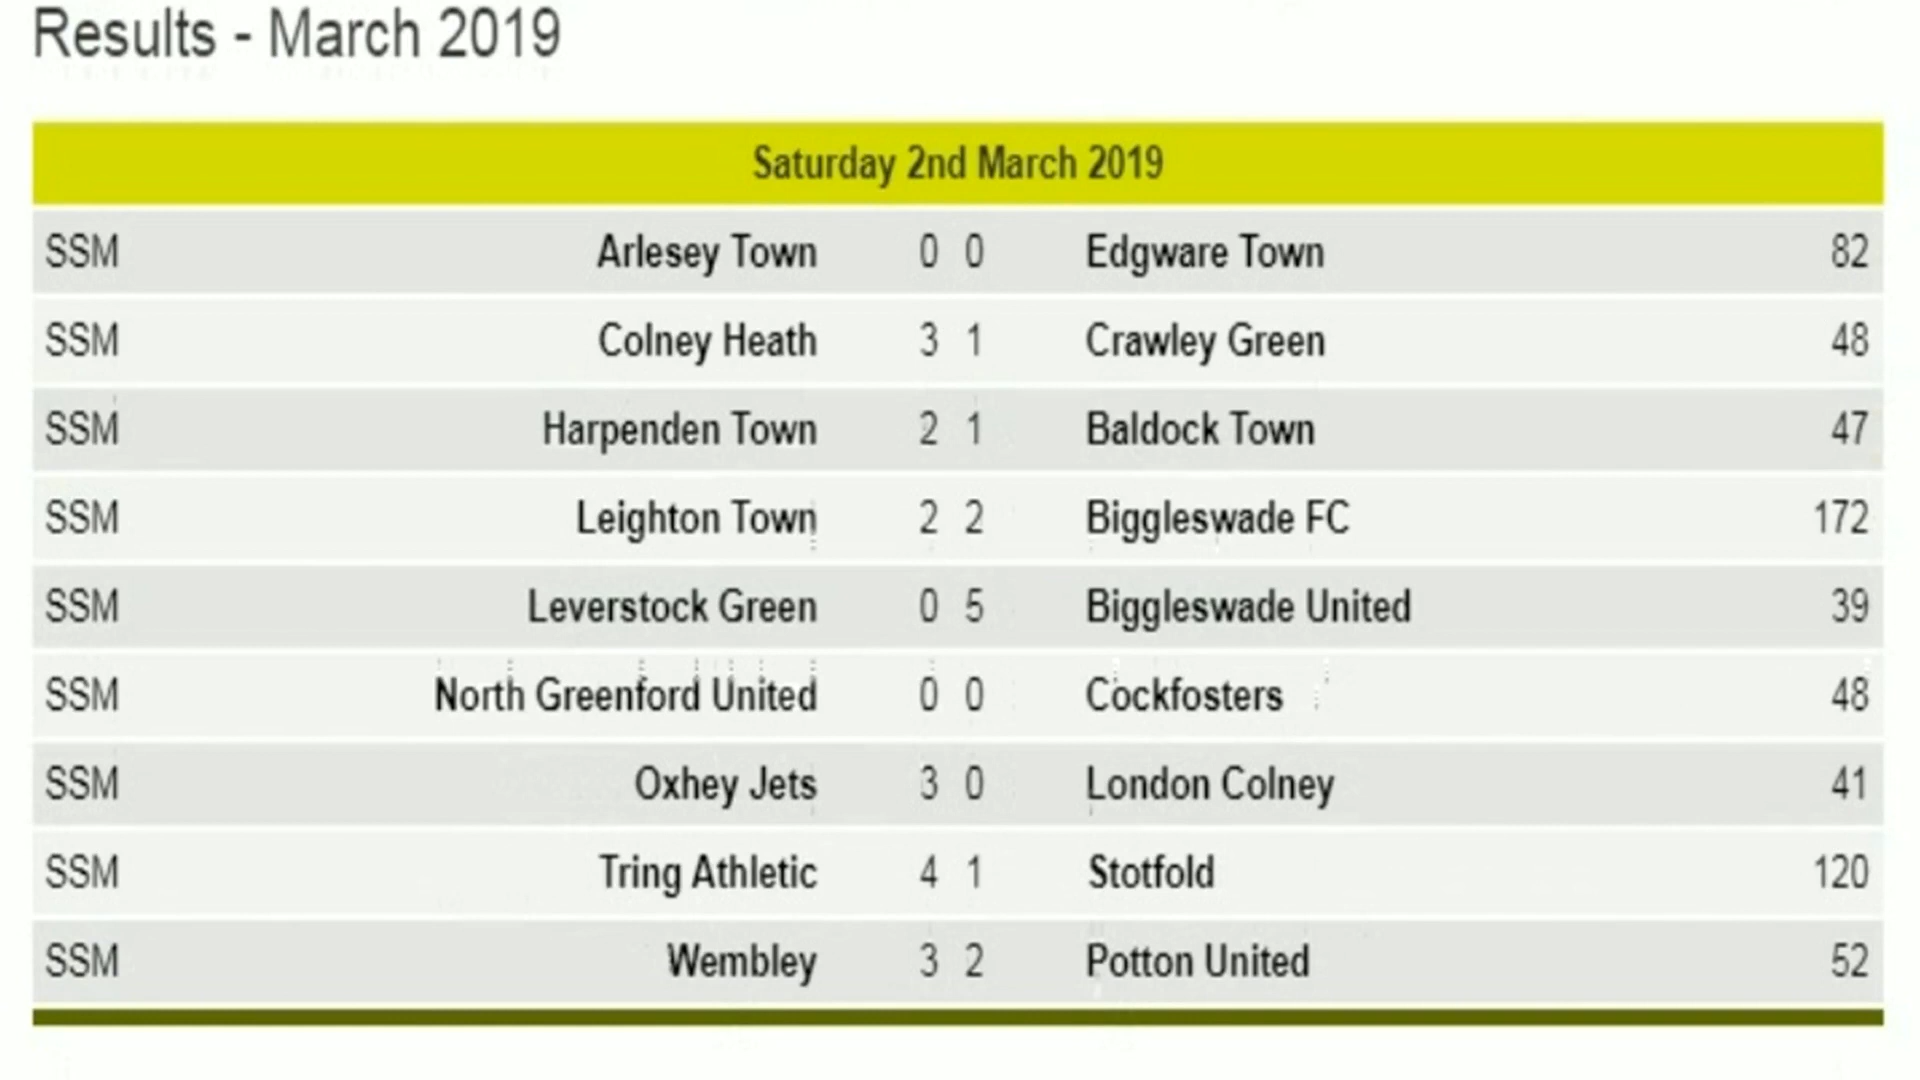 Results - March 2019
Saturday 2nd March 2019
SSM Arlesey Town 0 0 Edgware Town 82
SSM Colney Heath 3 1 Crawley Green 48
SSM Harpenden Town 2 1 Baldock Town 47
SSM Leighton Town 2 2 Biggleswade FC 172
SSM Leverstock Green 0 5 Biggleswade United 39
SSM North Greenford United 0 0 Cockfosters 48
SSM Oxhey Jets 3 0 London Colney 41
SSM Tring Athletic 4 1 Stotfold 120
SSM Wembley 3 2 Potton United 52